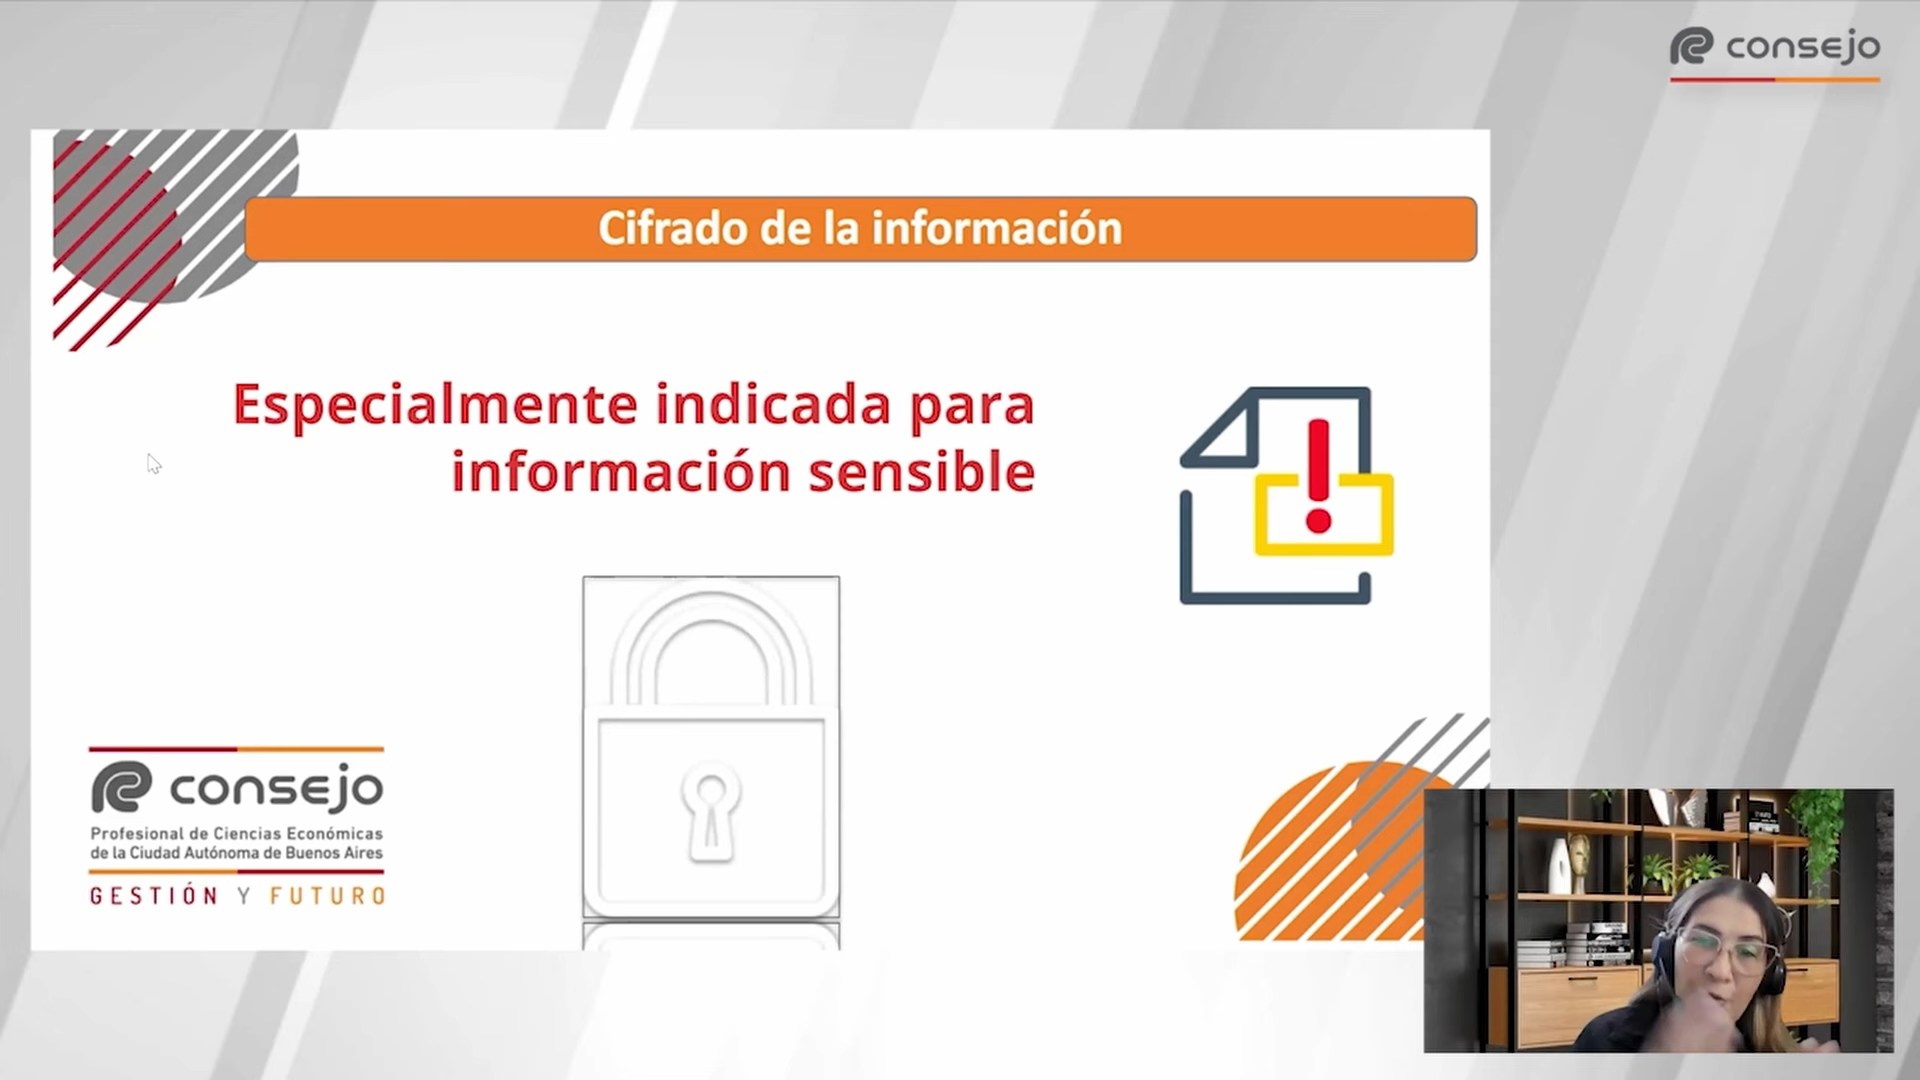 consejo
Cifrado de la información
Especialmente indicada para
información sensible
consejo
Profesional de Ciencias Económicas
de la Ciudad Autónoma de Buenos Aires
GESTIÓN Y FUTURO